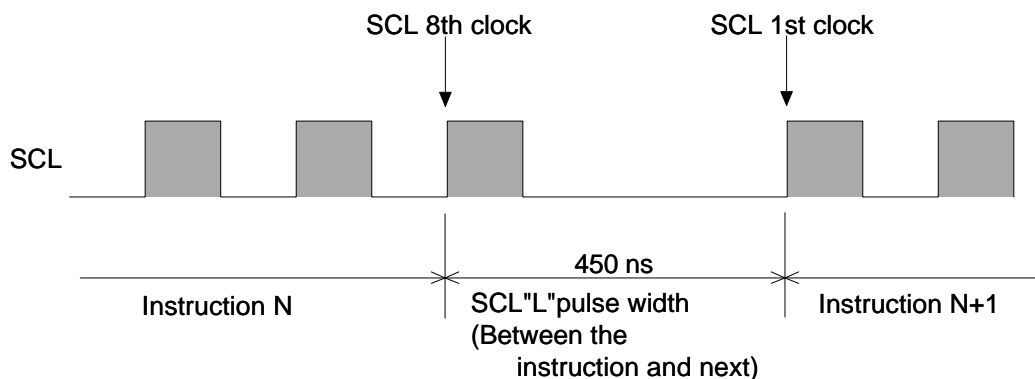 SCL 8th clock
SCL 1st clock
SCL
450 ns
Instruction N
SCL"L"pulse width
(Between the
instruction and next)
Instruction N+1